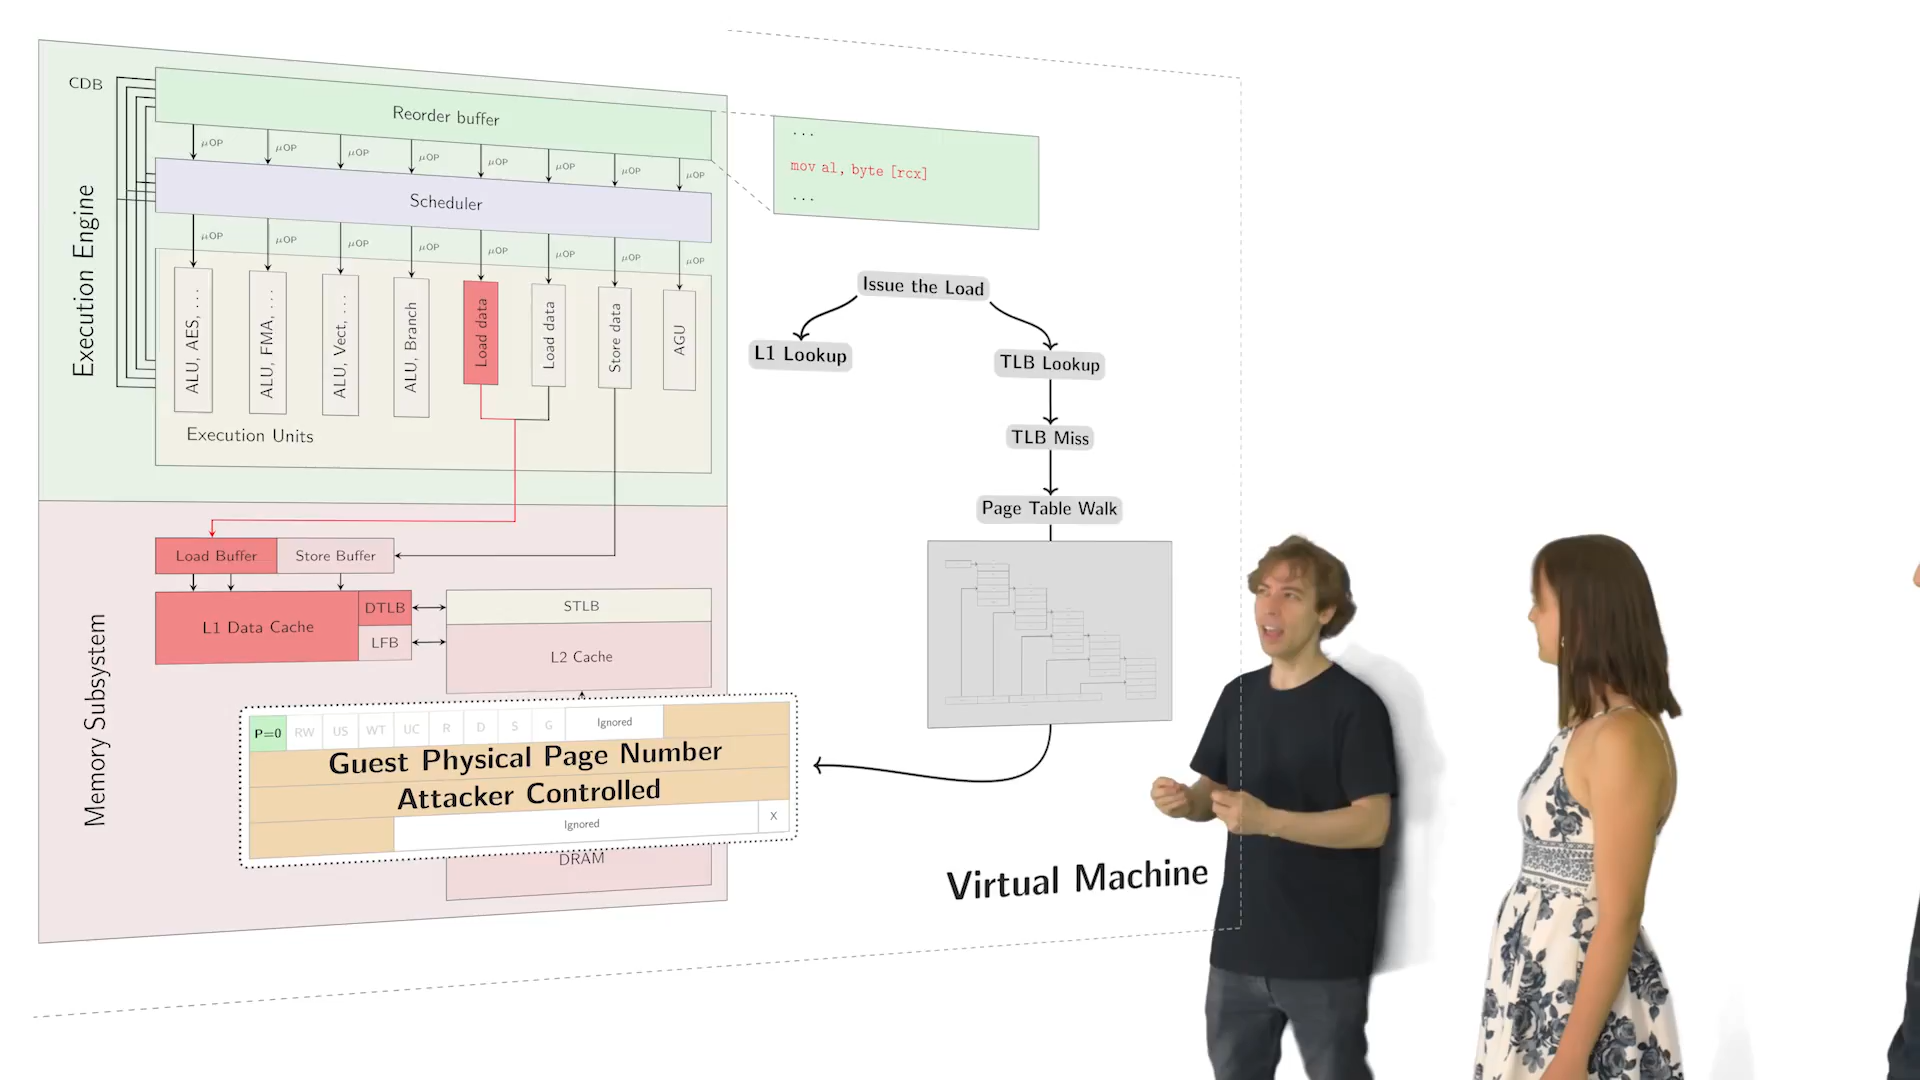 CDB
Reorder buffer
μOP μOP μOP μOP μOP μOP μOP μOP
Scheduler
μOP μOP μOP μOP μOP μOP μOP μOP
Execution Engine
ALU, AES, ...
ALU, FMA, ...
ALU, Vect, ...
ALU, Branch
Load data
Load data
Store data
AGU
Execution Units
...
mov al, byte [rcx]
...
Issue the Load
L1 Lookup
TLB Lookup
TLB Miss
Page Table Walk
Memory Subsystem
Load Buffer
Store Buffer
L1 Data Cache
DTLB
LFB
STLB
L2 Cache
P=0 RW US WT UC R D S G Ignored
Guest Physical Page Number
Attacker Controlled
Ignored X
DRAM
Virtual Machine